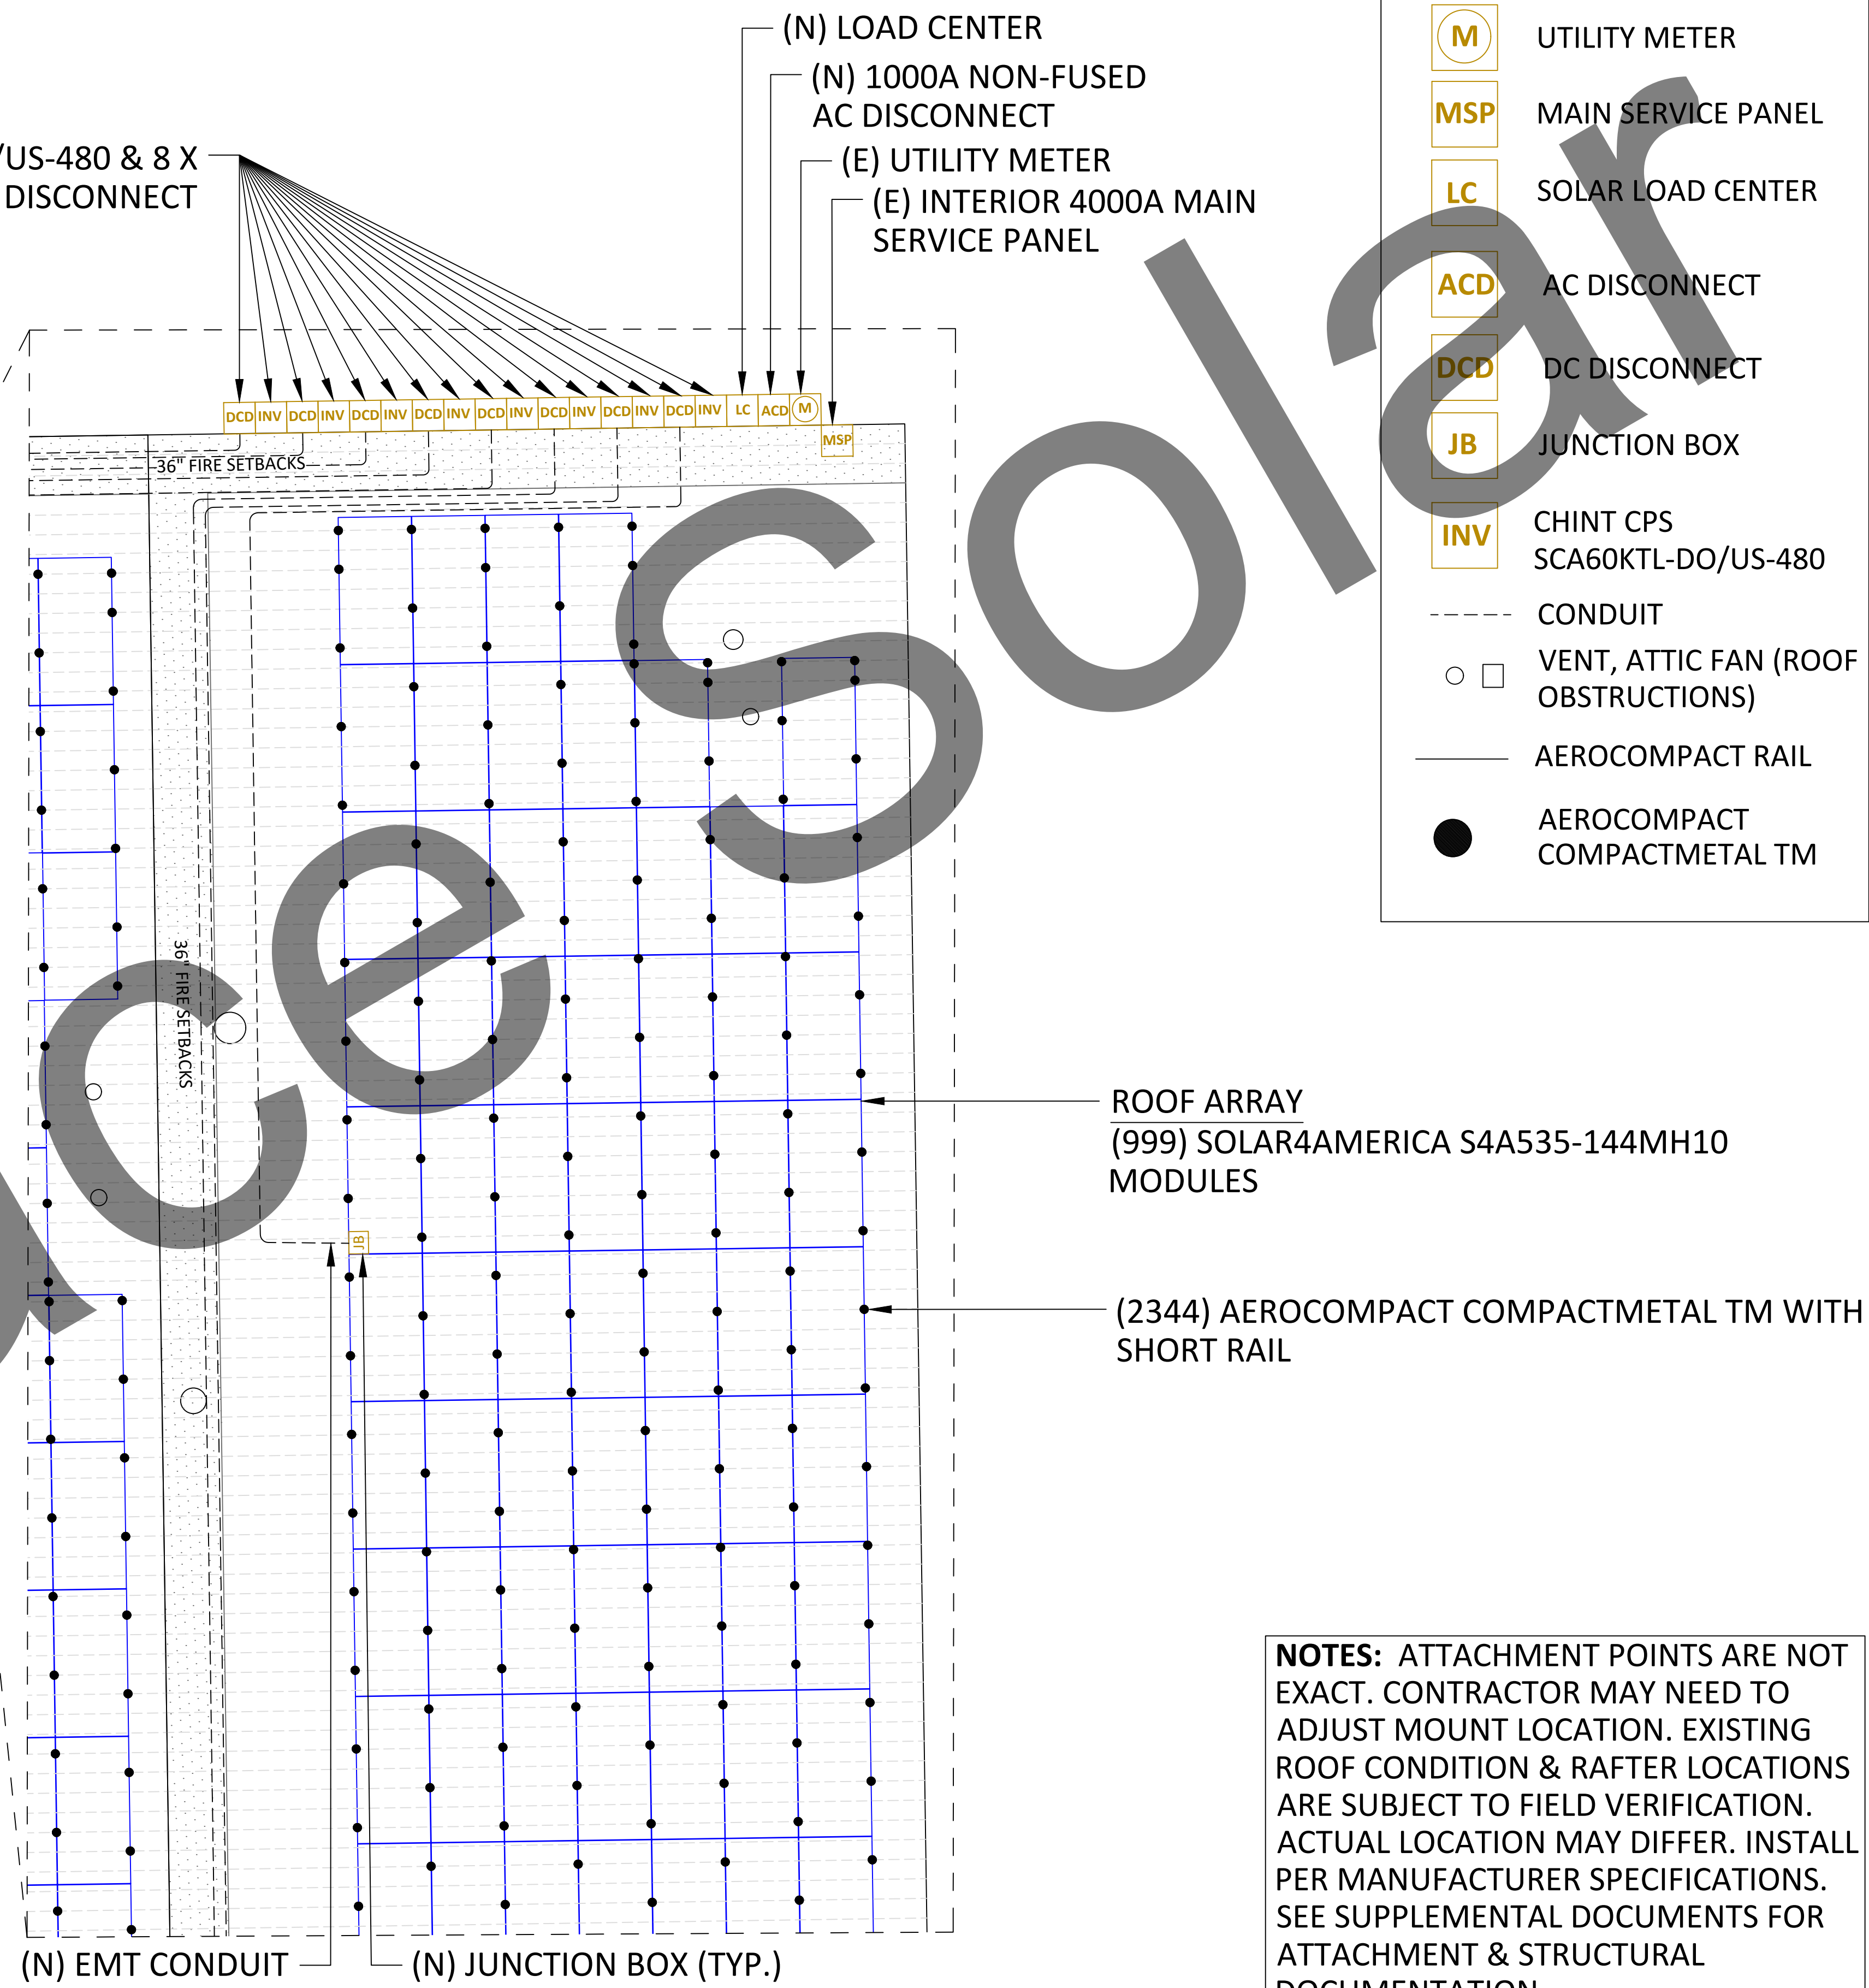 (N) LOAD CENTER
(N) 1000A NON-FUSED
AC DISCONNECT
(E) UTILITY METER
(E) INTERIOR 4000A MAIN
SERVICE PANEL
/US-480 & 8 X
DISCONNECT
DCD INV DCD INV DCD INV DCD INV DCD INV DCD INV DCD INV DCD INV LC ACD M
MSP
36" FIRE SETBACKS
36" FIRE SETBACKS
JB
(N) EMT CONDUIT
(N) JUNCTION BOX (TYP.)
ROOF ARRAY
(999) SOLAR4AMERICA S4A535-144MH10
MODULES
(2344) AEROCOMPACT COMPACTMETAL TM WITH
SHORT RAIL
M UTILITY METER
MSP MAIN SERVICE PANEL
LC SOLAR LOAD CENTER
ACD AC DISCONNECT
DCD DC DISCONNECT
JB JUNCTION BOX
INV CHINT CPS
SCA60KTL-DO/US-480
CONDUIT
VENT, ATTIC FAN (ROOF
OBSTRUCTIONS)
AEROCOMPACT RAIL
AEROCOMPACT
COMPACTMETAL TM
NOTES: ATTACHMENT POINTS ARE NOT
EXACT. CONTRACTOR MAY NEED TO
ADJUST MOUNT LOCATION. EXISTING
ROOF CONDITION & RAFTER LOCATIONS
ARE SUBJECT TO FIELD VERIFICATION.
ACTUAL LOCATION MAY DIFFER. INSTALL
PER MANUFACTURER SPECIFICATIONS.
SEE SUPPLEMENTAL DOCUMENTS FOR
ATTACHMENT & STRUCTURAL
DOCUMENTATION
ce Solar